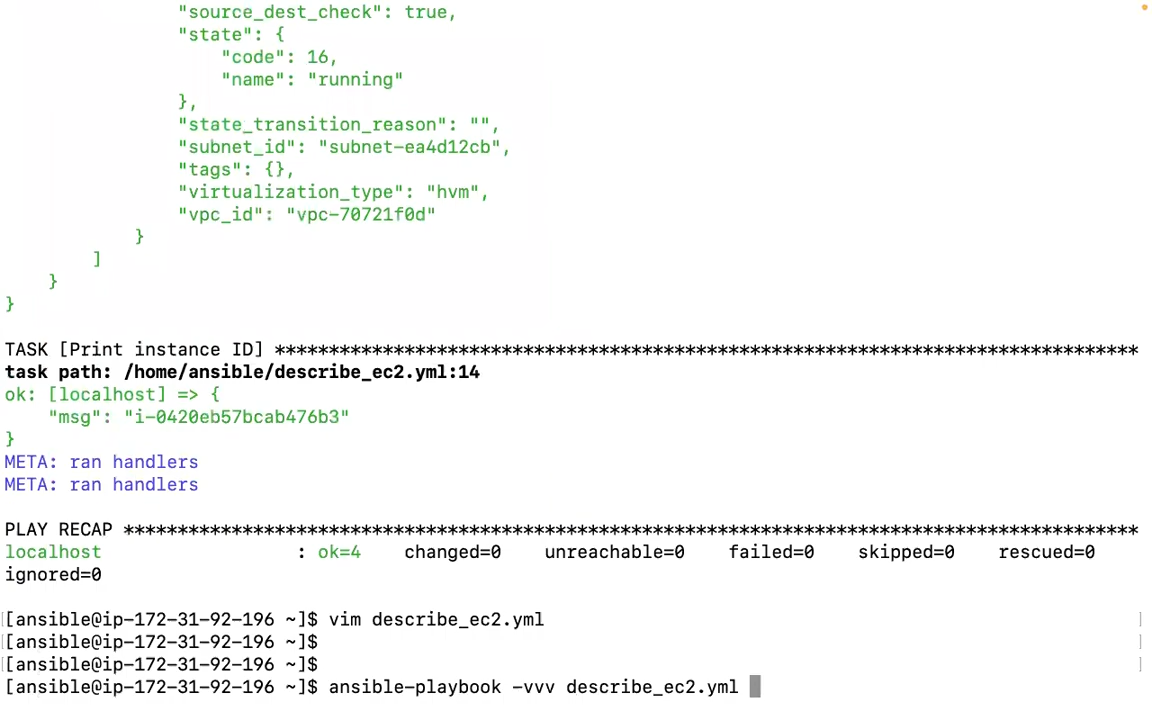 "source_dest_check": true,
"state": {
"code": 16,
"name": "running"
},
"state_transition_reason": "",
"subnet_id": "subnet-ea4d12cb",
"tags": {},
"virtualization_type": "hvm",
"vpc_id": "vpc-70721f0d"
}
]
}
}
TASK [Print instance ID] ********************************************************************************
task path: /home/ansible/describe_ec2.yml:14
ok: [localhost] => {
"msg": "i-0420eb57bcab476b3"
}
META: ran handlers
META: ran handlers
PLAY RECAP **********************************************************************************************
localhost : ok=4 changed=0 unreachable=0 failed=0 skipped=0 rescued=0
ignored=0
[ansible@ip-172-31-92-196 ~]$ vim describe_ec2.yml
[ansible@ip-172-31-92-196 ~]$
[ansible@ip-172-31-92-196 ~]$
[ansible@ip-172-31-92-196 ~]$ ansible-playbook -vvv describe_ec2.yml